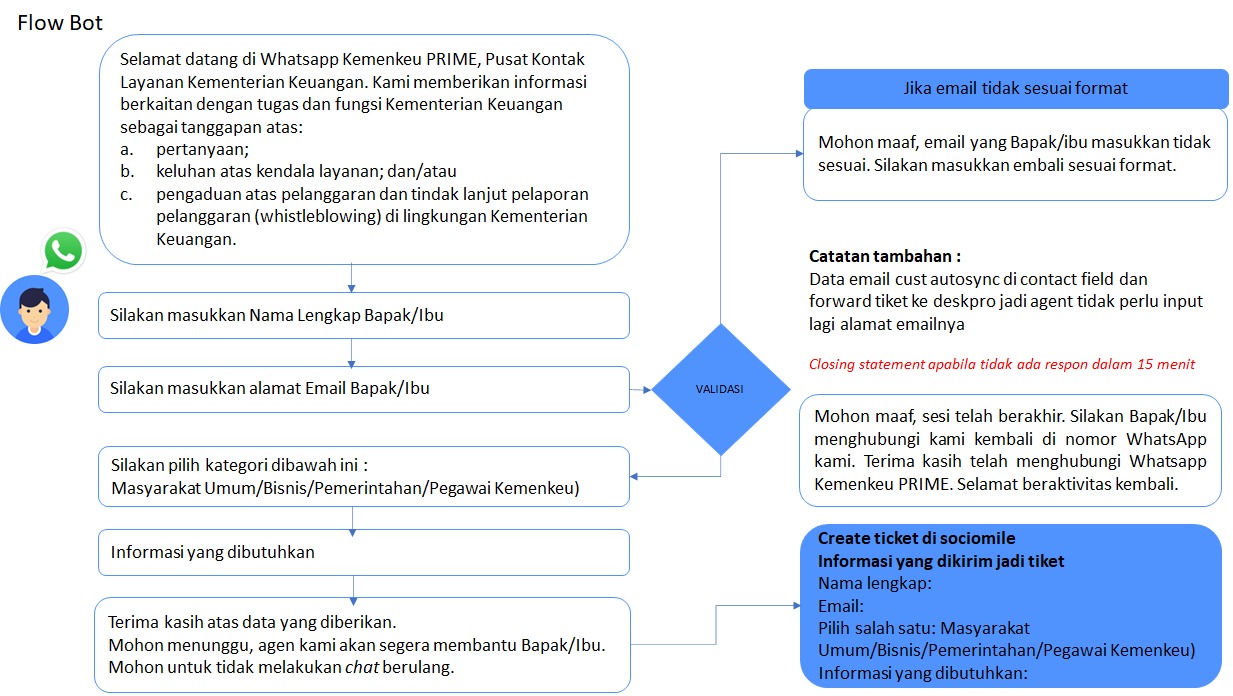 Flow Bot
Selamat datang di Whatsapp Kemenkeu PRIME, Pusat Kontak
Layanan Kementerian Keuangan. Kami memberikan informasi
berkaitan dengan tugas dan fungsi Kementerian Keuangan
sebagai tanggapan atas:
a. pertanyaan;
b. keluhan atas kendala layanan; dan/atau
c. pengaduan atas pelanggaran dan tindak lanjut pelaporan
pelanggaran (whistleblowing) di lingkungan Kementerian
Keuangan.
Silakan masukkan Nama Lengkap Bapak/Ibu
Silakan masukkan alamat Email Bapak/Ibu
VALIDASI
Jika email tidak sesuai format
Mohon maaf, email yang Bapak/ibu masukkan tidak
sesuai. Silakan masukkan embali sesuai format.
Silakan pilih kategori dibawah ini :
Masyarakat Umum/Bisnis/Pemerintahan/Pegawai Kemenkeu)
Informasi yang dibutuhkan
Terima kasih atas data yang diberikan.
Mohon menunggu, agen kami akan segera membantu Bapak/Ibu.
Mohon untuk tidak melakukan chat berulang.
Catatan tambahan :
Data email cust autosync di contact field dan
forward tiket ke deskpro jadi agent tidak perlu input
lagi alamat emailnya
Closing statement apabila tidak ada respon dalam 15 menit
Mohon maaf, sesi telah berakhir. Silakan Bapak/Ibu
menghubungi kami kembali di nomor WhatsApp
kami. Terima kasih telah menghubungi Whatsapp
Kemenkeu PRIME. Selamat beraktivitas kembali.
Create ticket di sociomile
Informasi yang dikirim jadi tiket
Nama lengkap:
Email:
Pilih salah satu: Masyarakat
Umum/Bisnis/Pemerintahan/Pegawai Kemenkeu)
Informasi yang dibutuhkan: